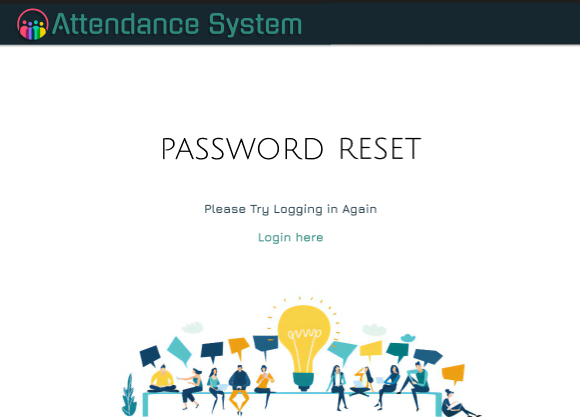 Attendance System
PASSWORD RESET
Please Try Logging in Again
Login here